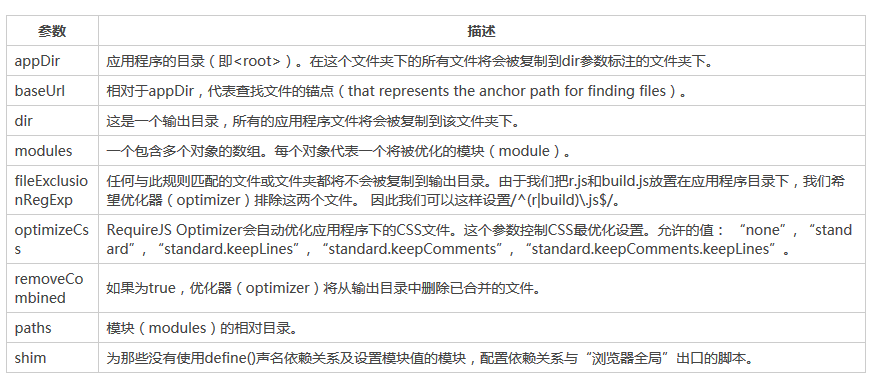 参数 描述
appDir 应用程序的目录（即<root>）。在这个文件夹下的所有文件将会被复制到dir参数标注的文件夹下。
baseUrl 相对于appDir，代表查找文件的锚点（that represents the anchor path for finding files）。
dir 这是一个输出目录，所有的应用程序文件将会被复制到该文件夹下。
modules 一个包含多个对象的数组。每个对象代表一个将被优化的模块（module）。
fileExclusio 任何与此规则匹配的文件或文件夹都将不会被复制到输出目录。由于我们把r.js和build.js放置在应用程序目录下，我们希
nRegExp 望优化器（optimizer）排除这两个文件。 因此我们可以这样设置/^(r|build)\.js$/。
optimizeCs RequireJS Optimizer会自动优化应用程序下的CSS文件。这个参数控制CSS最优化设置。允许的值： “none”，“stand
s ard”，“standard.keepLines”，“standard.keepComments”，“standard.keepComments.keepLines”。
removeCo
mbined 如果为true，优化器（optimizer）将从输出目录中删除已合并的文件。
paths 模块（modules）的相对目录。
shim 为那些没有使用define()声名依赖关系及设置模块值的模块，配置依赖关系与“浏览器全局”出口的脚本。